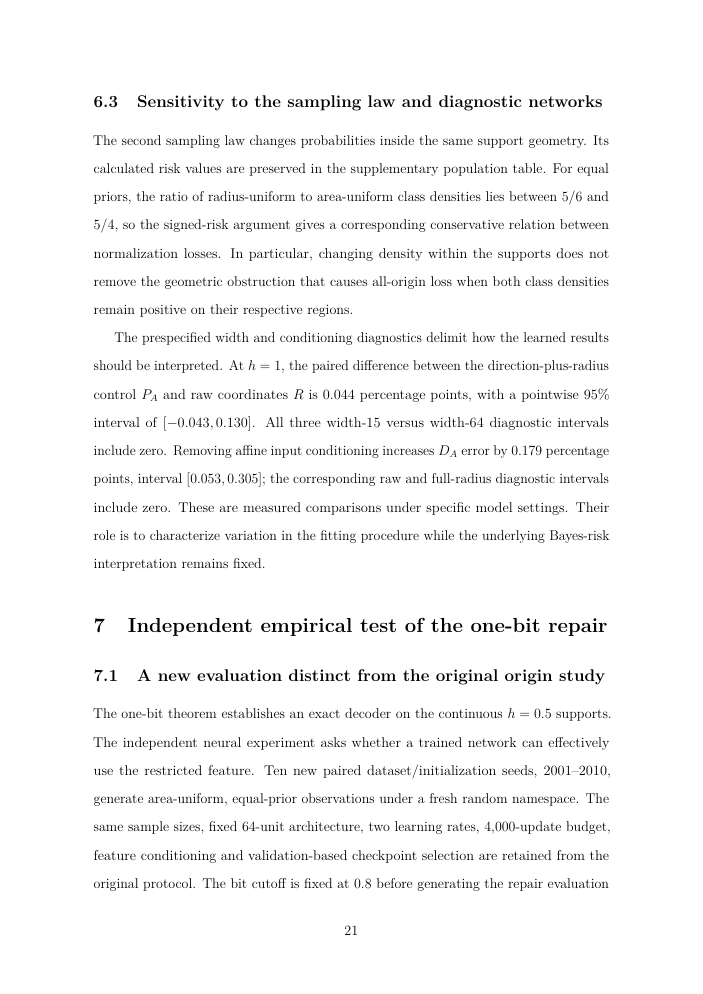 6.3 Sensitivity to the sampling law and diagnostic networks
The second sampling law changes probabilities inside the same support geometry. Its
calculated risk values are preserved in the supplementary population table. For equal
priors, the ratio of radius-uniform to area-uniform class densities lies between 5/6 and
5/4, so the signed-risk argument gives a corresponding conservative relation between
normalization losses. In particular, changing density within the supports does not
remove the geometric obstruction that causes all-origin loss when both class densities
remain positive on their respective regions.
The prespecified width and conditioning diagnostics delimit how the learned results
should be interpreted. At h = 1, the paired difference between the direction-plus-radius
control P_A and raw coordinates R is 0.044 percentage points, with a pointwise 95%
interval of [−0.043, 0.130]. All three width-15 versus width-64 diagnostic intervals
include zero. Removing affine input conditioning increases D_A error by 0.179 percentage
points, interval [0.053, 0.305]; the corresponding raw and full-radius diagnostic intervals
include zero. These are measured comparisons under specific model settings. Their
role is to characterize variation in the fitting procedure while the underlying Bayes-risk
interpretation remains fixed.
7 Independent empirical test of the one-bit repair
7.1 A new evaluation distinct from the original origin study
The one-bit theorem establishes an exact decoder on the continuous h = 0.5 supports.
The independent neural experiment asks whether a trained network can effectively
use the restricted feature. Ten new paired dataset/initialization seeds, 2001–2010,
generate area-uniform, equal-prior observations under a fresh random namespace. The
same sample sizes, fixed 64-unit architecture, two learning rates, 4,000-update budget,
feature conditioning and validation-based checkpoint selection are retained from the
original protocol. The bit cutoff is fixed at 0.8 before generating the repair evaluation
21